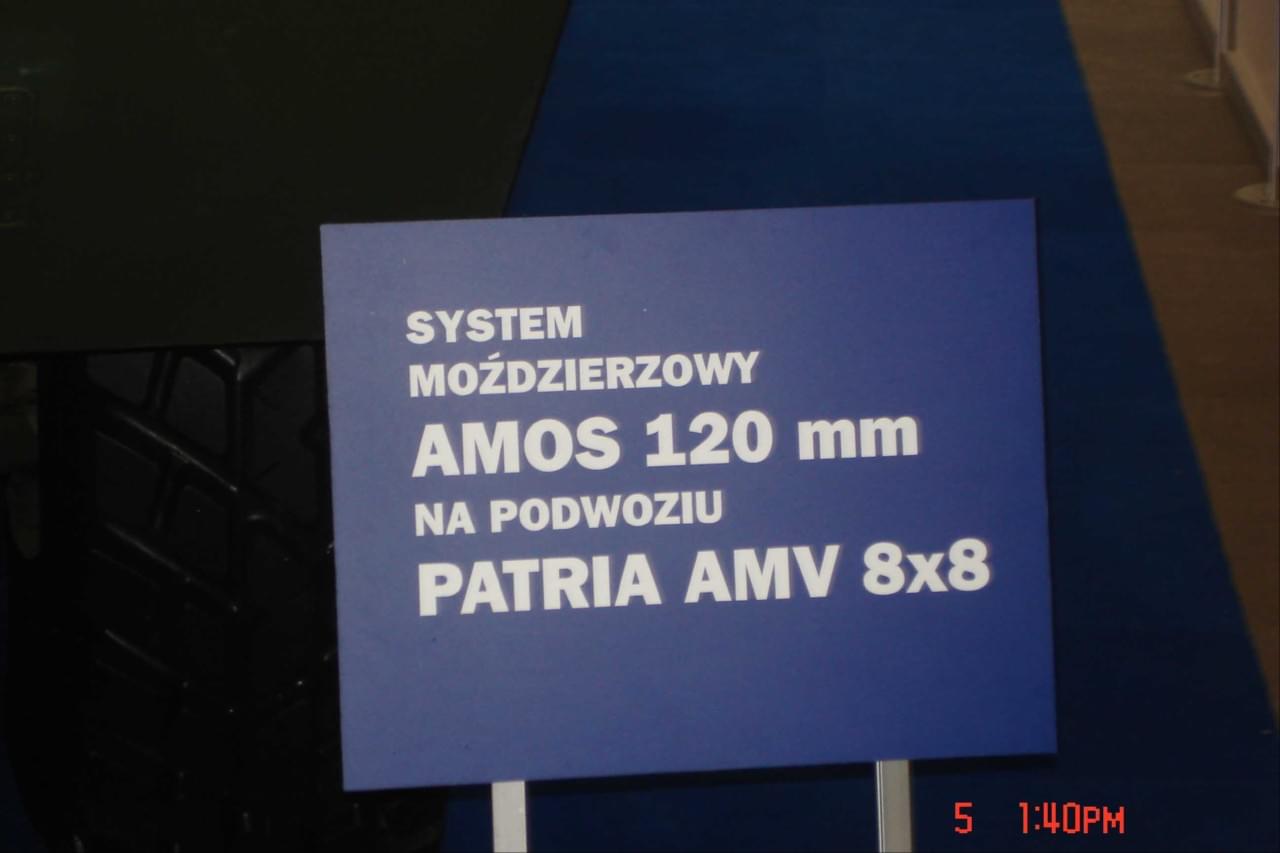 SYSTEM
MOŹDZIERZOWY
AMOS 120 mm
NA PODWOZIU
PATRIA AMV 8x8
5 1:40PM